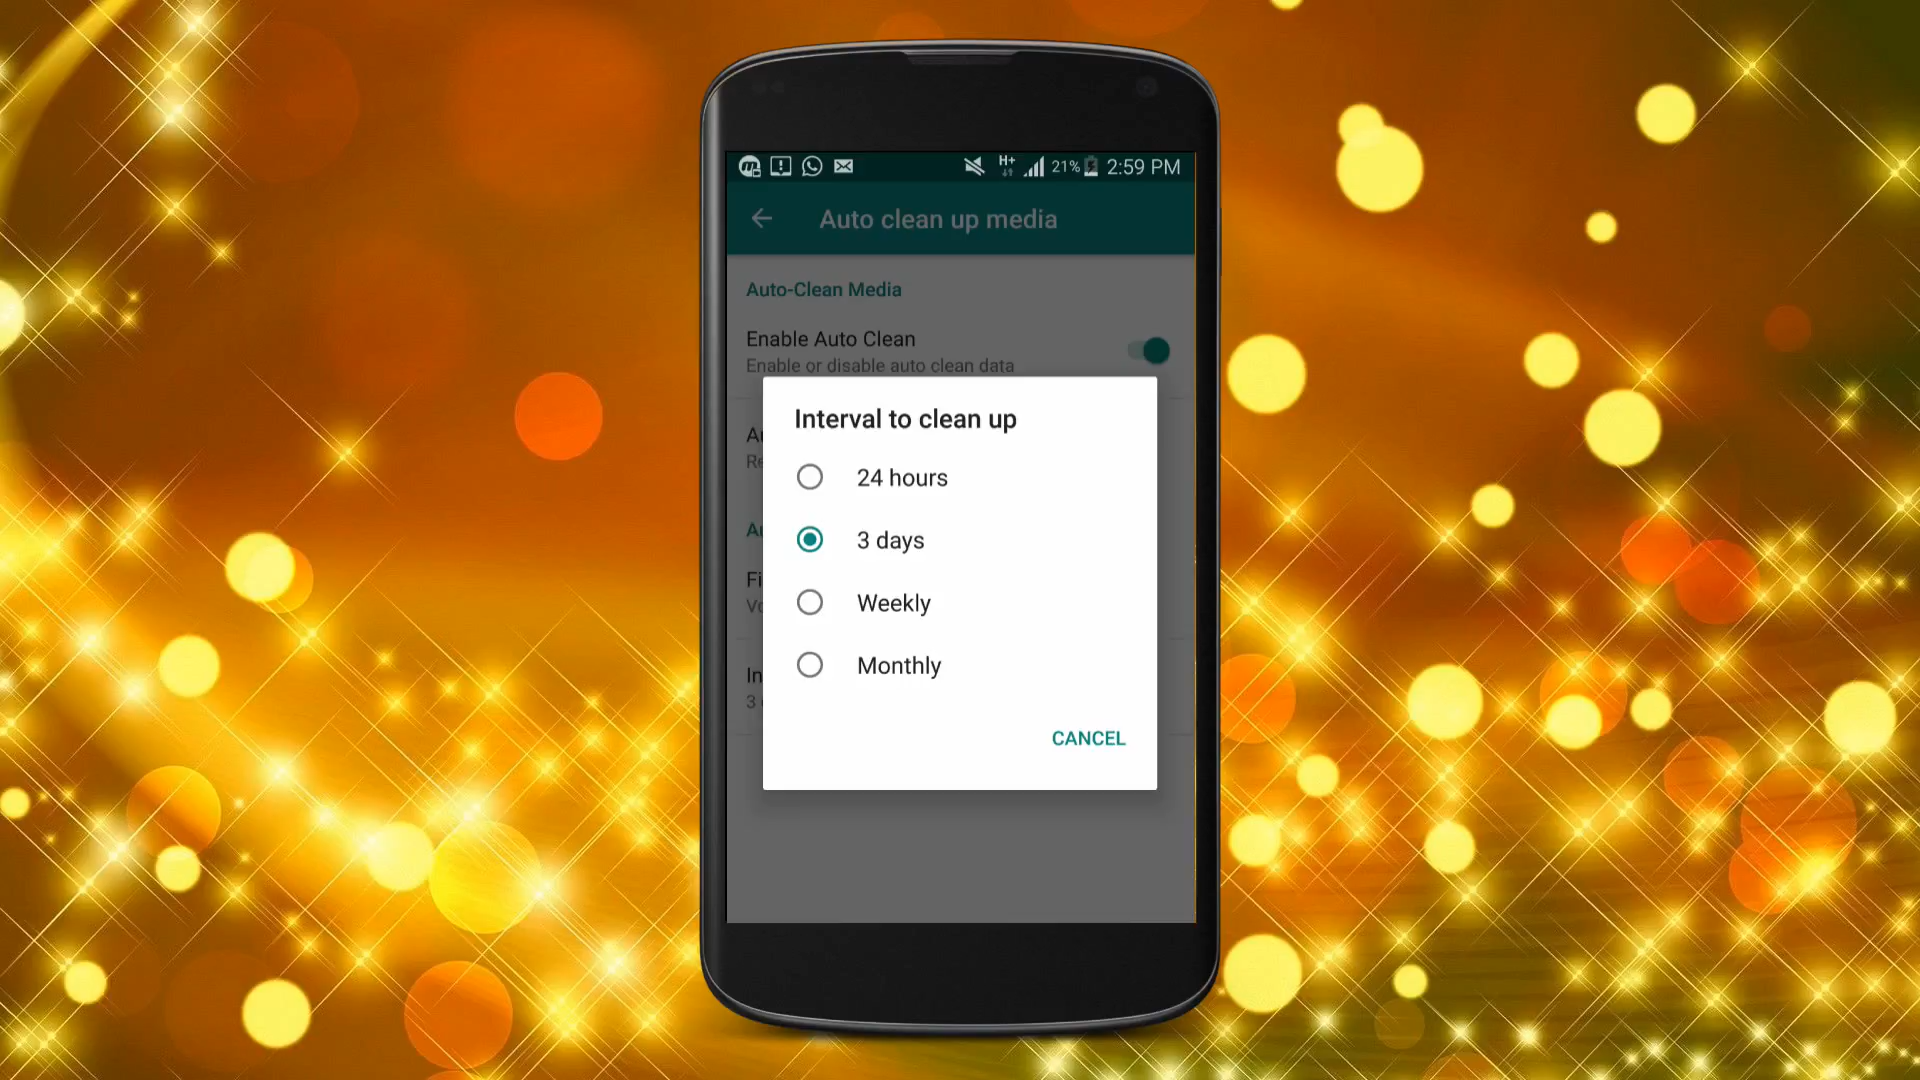 H+ 21% 2:59 PM
Auto clean up media
Auto-Clean Media
Enable Auto Clean
Enable or disable auto clean data
Interval to clean up
24 hours
3 days
Weekly
Monthly
CANCEL